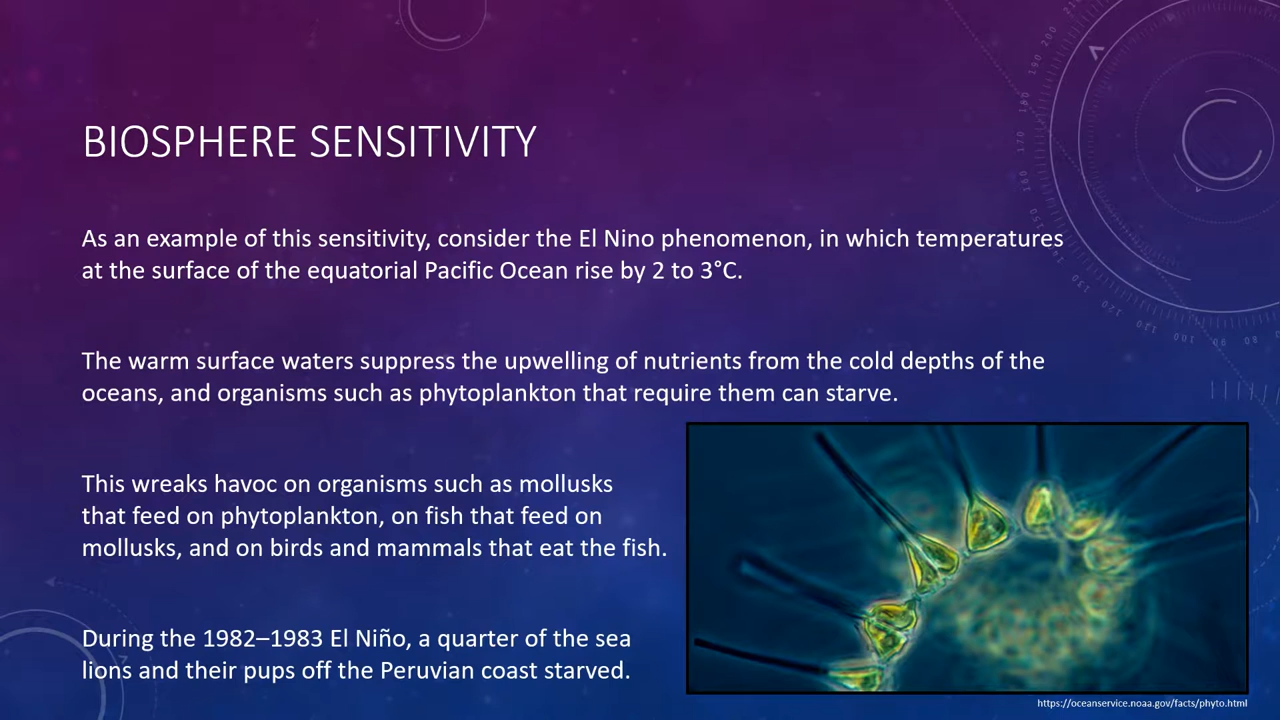 BIOSPHERE SENSITIVITY
As an example of this sensitivity, consider the El Nino phenomenon, in which temperatures
at the surface of the equatorial Pacific Ocean rise by 2 to 3°C.
The warm surface waters suppress the upwelling of nutrients from the cold depths of the
oceans, and organisms such as phytoplankton that require them can starve.
This wreaks havoc on organisms such as mollusks
that feed on phytoplankton, on fish that feed on
mollusks, and on birds and mammals that eat the fish.
During the 1982–1983 El Niño, a quarter of the sea
lions and their pups off the Peruvian coast starved.
https://oceanservice.noaa.gov/facts/phyto.html